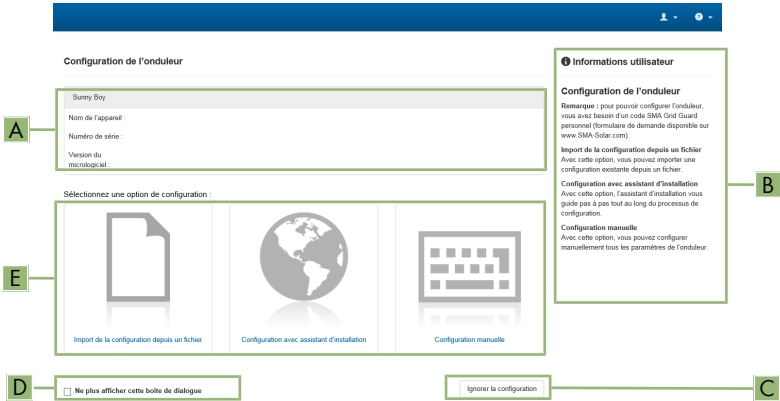 Configuration de l'onduleur
A
Sunny Boy
Nom de l'appareil :
Numéro de série :
Version du
micrologiciel :
Informations utilisateur
Configuration de l'onduleur
Remarque : pour pouvoir configurer l'onduleur,
vous avez besoin d'un code SMA Grid Guard
personnel (formulaire de demande disponible sur
www.SMA-Solar.com).
Import de la configuration depuis un fichier
Avec cette option, vous pouvez importer une
configuration existante depuis un fichier.
Configuration avec assistant d'installation
Avec cette option, l'assistant d'installation vous
guide pas à pas tout au long du processus de
configuration.
Configuration manuelle
Avec cette option, vous pouvez configurer
manuellement tous les paramètres de l'onduleur.
B
Sélectionnez une option de configuration :
E
Import de la configuration depuis un fichier
Configuration avec assistant d'installation
Configuration manuelle
D
Ne plus afficher cette boîte de dialogue
Ignorer la configuration
C